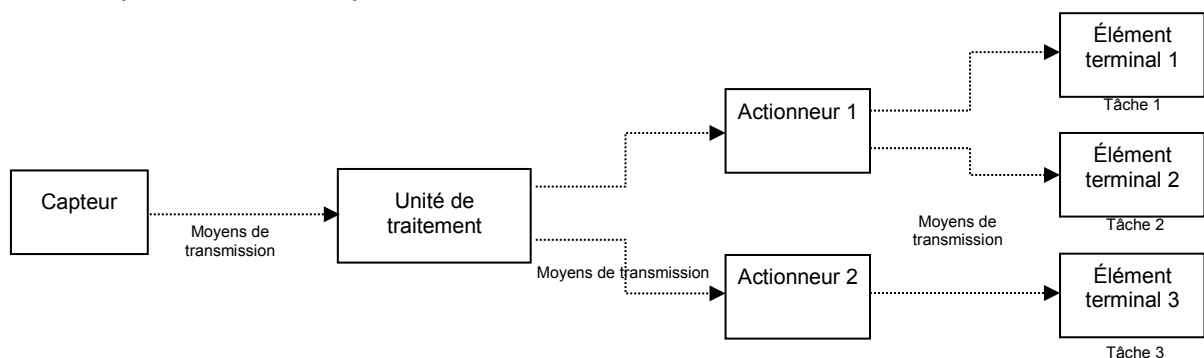 Capteur
Moyens de
transmission
Unité de
traitement
Moyens de transmission
Actionneur 1
Actionneur 2
Moyens de
transmission
Élément
terminal 1
Tâche 1
Élément
terminal 2
Tâche 2
Élément
terminal 3
Tâche 3